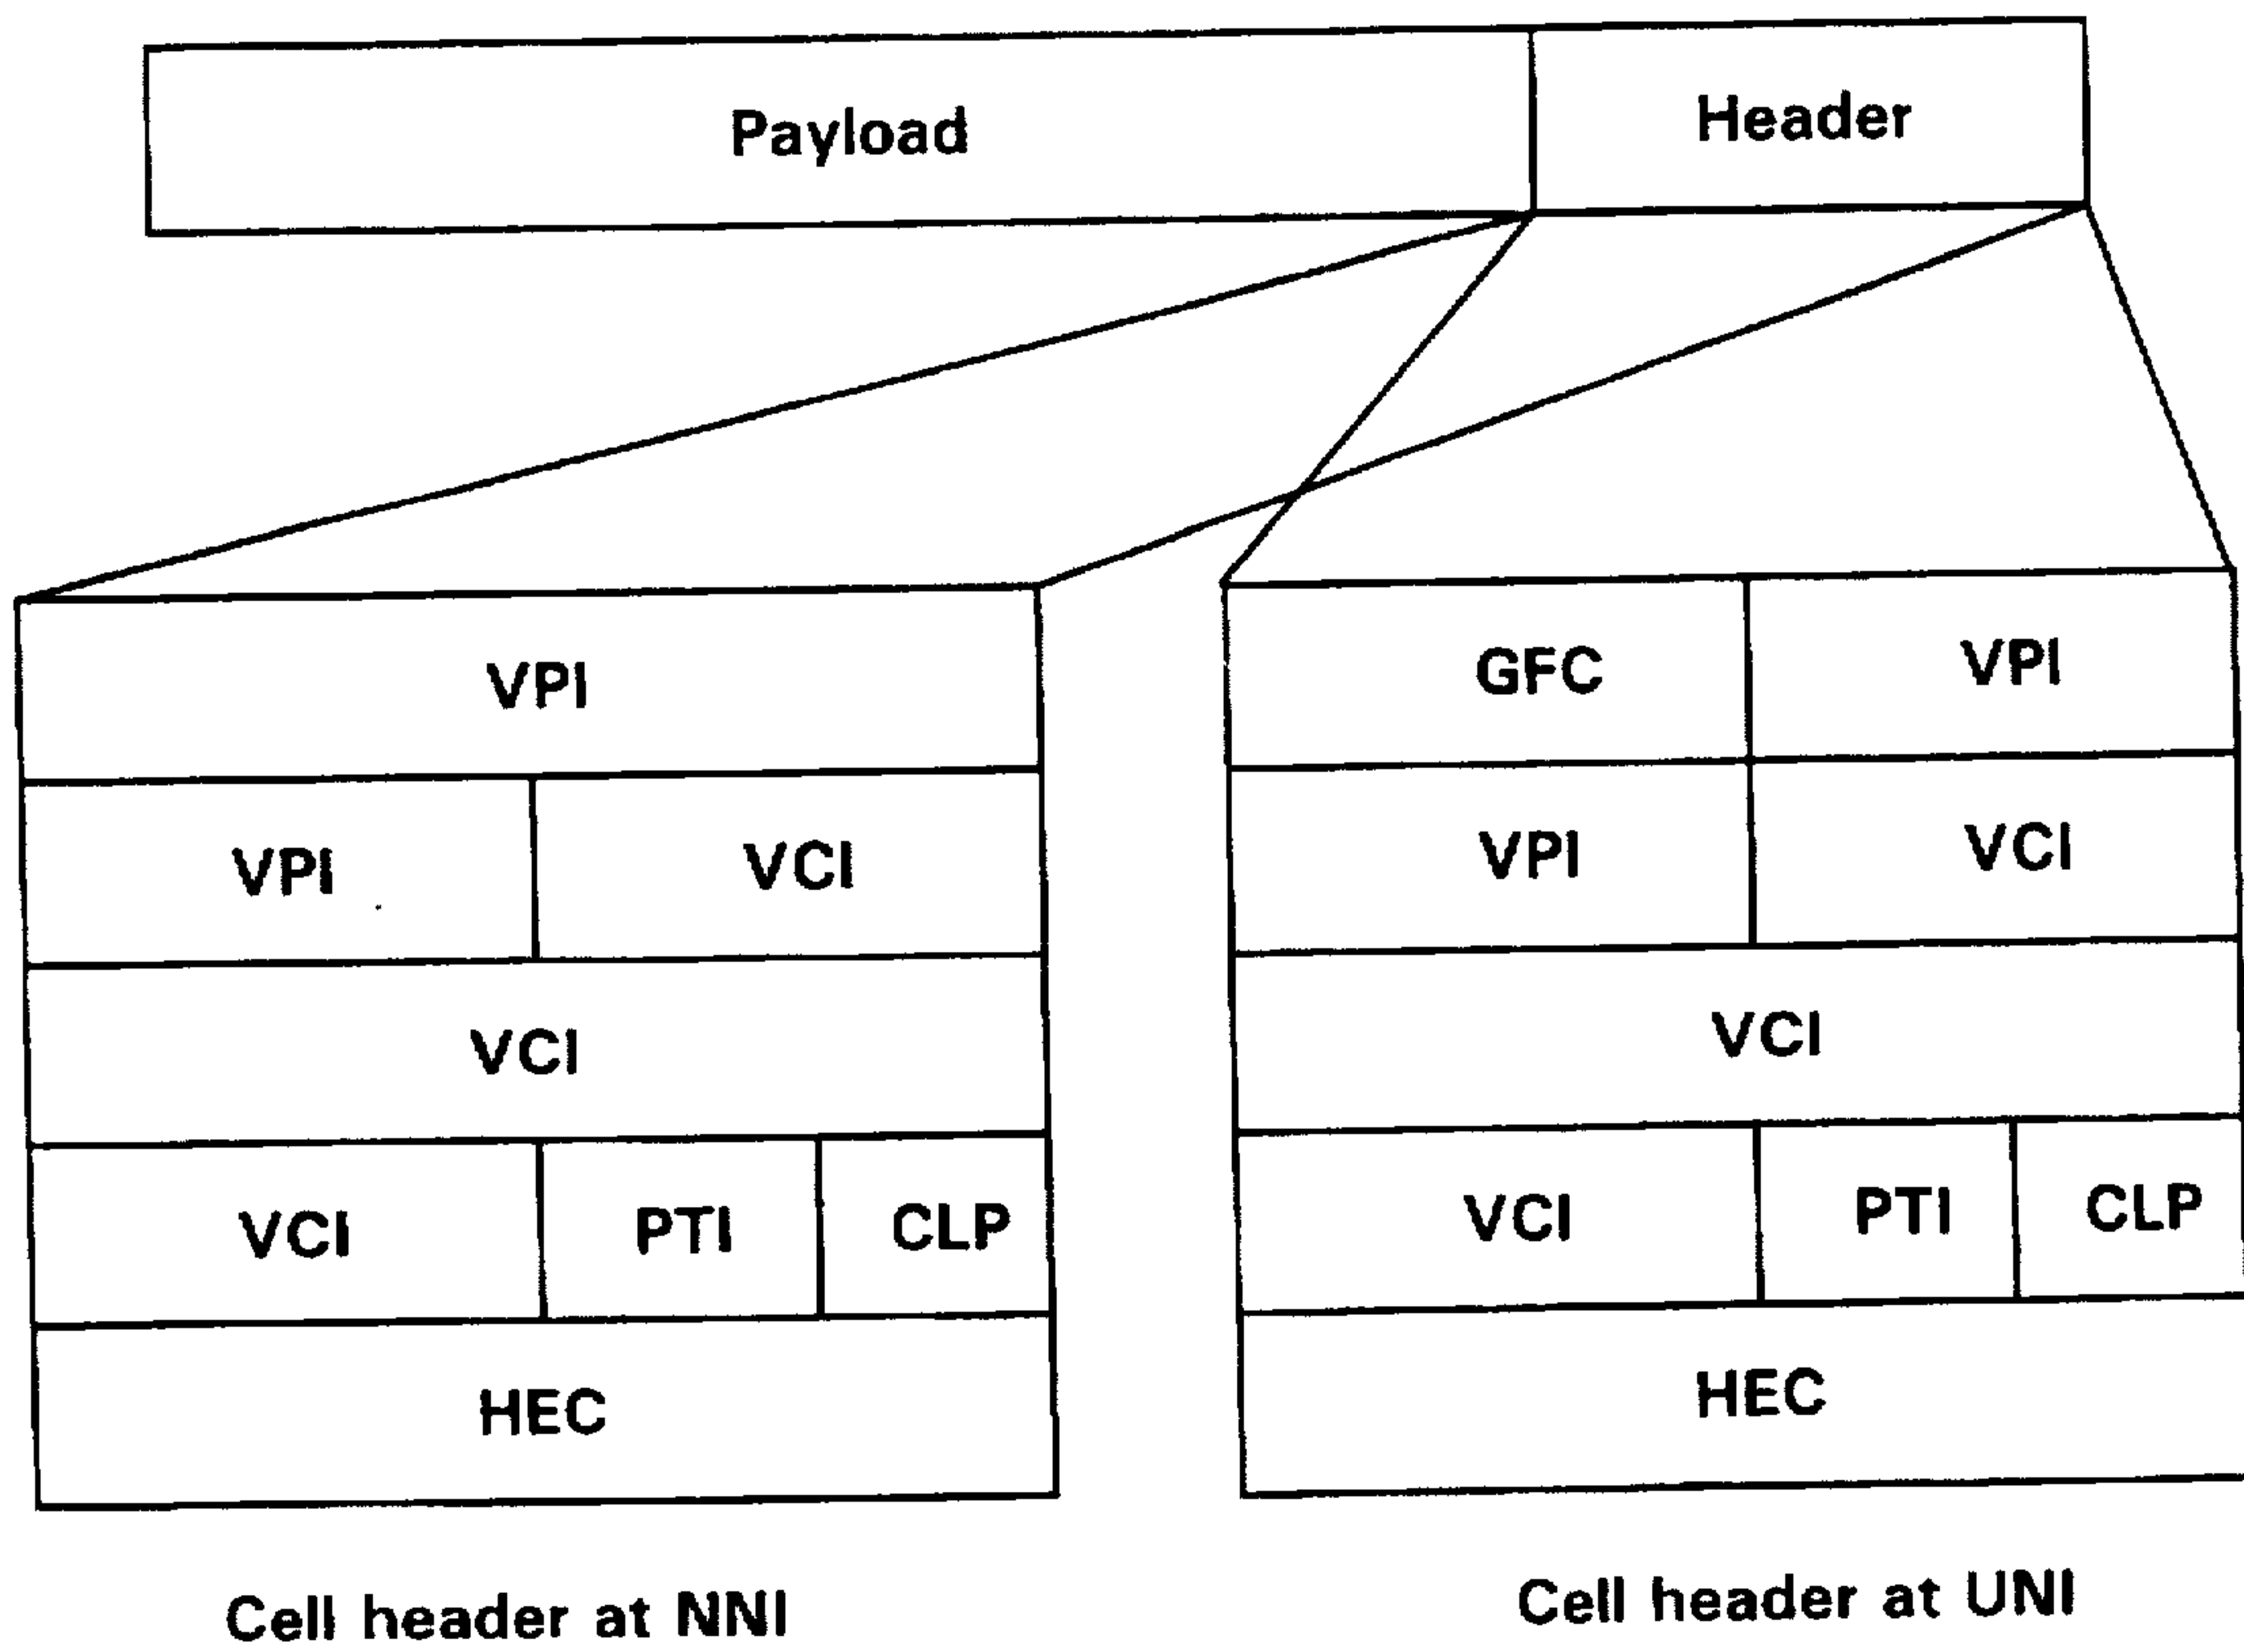 Payload Header
VPI
VPI VCI
VCI
VCI PTI CLP
HEC
Cell header at NNI
GFC VPI
VPI VCI
VCI
VCI PTI CLP
HEC
Cell header at UNI